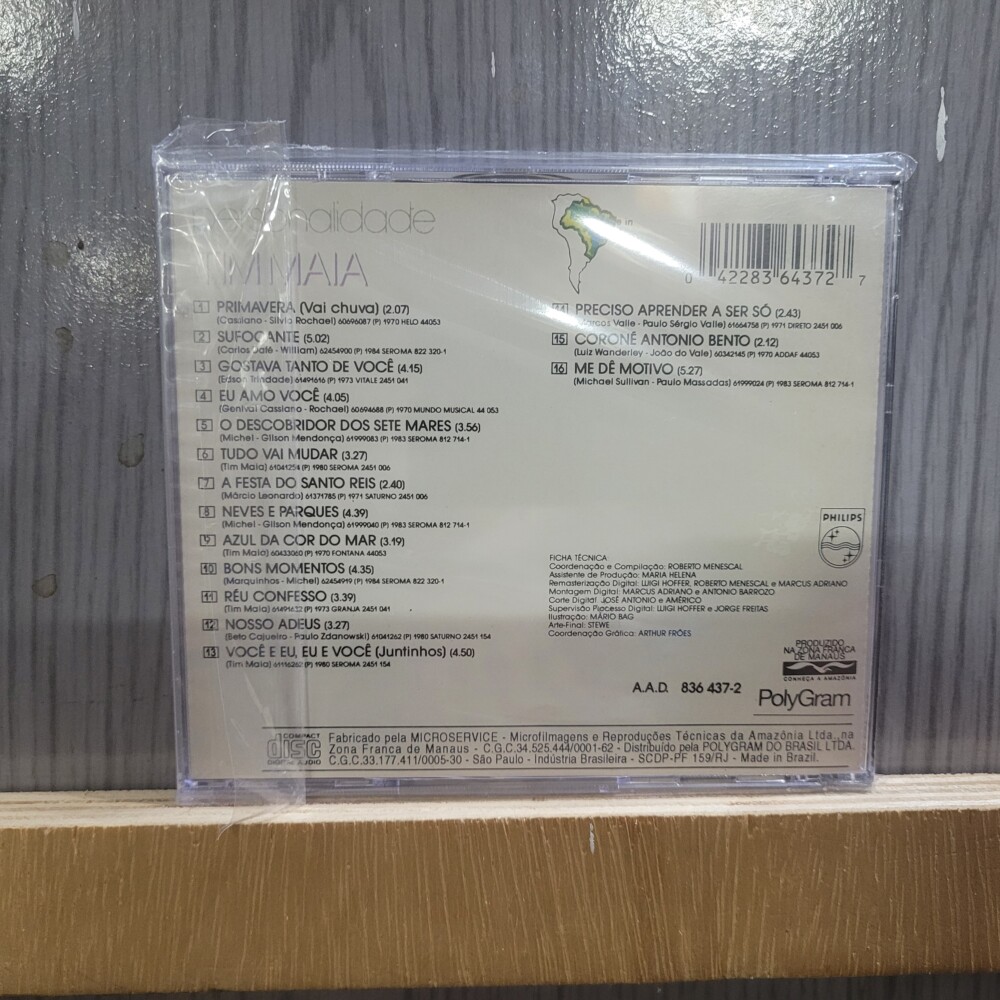 MAIA
1 PRIMAVERA (Vai chuva) (2.07)
(Cassiano - Silvio Rochael) 60696087 (P) 1970 HELO 44053
2 SUFOCANTE (5.02)
(Carlos Dafé - William) 62454900 (P) 1984 SEROMA 822 320-1
3 GOSTAVA TANTO DE VOCÊ (4.15)
(Edson Trindade) 61491616 (P) 1973 VITALE 2451 041
4 EU AMO VOCÊ (4.05)
(Genival Cassiano - Rochael) 60694688 (P) 1970 MUNDO MUSICAL 44 053
5 O DESCOBRIDOR DOS SETE MARES (3.56)
(Michel - Gilson Mendonça) 61999083 (P) 1983 SEROMA 812 714-1
6 TUDO VAI MUDAR (3.27)
(Tim Maia) 61041254 (P) 1980 SEROMA 2451 006
7 A FESTA DO SANTO REIS (2.40)
(Márcio Leonardo) 61371785 (P) 1971 SATURNO 2451 006
8 NEVES E PARQUES (4.39)
(Michel - Gilson Mendonça) 61999040 (P) 1983 SEROMA 812 714-1
9 AZUL DA COR DO MAR (3.19)
(Tim Maia) 60433060 (P) 1970 FONTANA 44053
10 BONS MOMENTOS (4.35)
(Marquinhos - Michel) 62454919 (P) 1984 SEROMA 822 320-1
11 RÉU CONFESSO (3.39)
(Tim Maia) (P) 1973 GRANJA 2451 041
12 NOSSO ADEUS (3.27)
(Beto Cajueiro - Paulo Zdanowski) 61041262 (P) 1980 SATURNO 2451 154
13 VOCÊ E EU, EU E VOCÊ (Juntinhos) (4.50)
(Tim Maia) 61116262 (P) 1980 SEROMA 2451 154
in
0 42283 64372 7
14 PRECISO APRENDER A SER SÓ (2.43)
(Marcos Valle - Paulo Sérgio Valle) 61664758 (P) 1971 DIRETO 2451 006
15 CORONÉ ANTONIO BENTO (2.12)
(Luiz Wanderley - João do Vale) 60342145 (P) 1970 ADDAF 44053
16 ME DÊ MOTIVO (5.27)
(Michael Sullivan - Paulo Massadas) 61999024 (P) 1983 SEROMA 812 714-1
PHILIPS
FICHA TÉCNICA
Coordenação e Compilação: ROBERTO MENESCAL
Assistente de Produção: MARIA HELENA
Remasterização Digital: LUIGI HOFFER, ROBERTO MENESCAL e MARCUS ADRIANO
Montagem Digital: MARCUS ADRIANO e ANTONIO BARROZO
Corte Digital: JOSÉ ANTONIO e AMÉRICO
Supervisão Processo Digital: LUIGI HOFFER e JORGE FREITAS
Ilustração: MÁRIO BAG
Arte-Final: STEWE
Coordenação Gráfica: ARTHUR FRÓES
PRODUZIDO
NA ZONA FRANCA
DE MANAUS
CONHEÇA A AMAZÔNIA
A.A.D. 836 437-2
PolyGram
COMPACT
disc
DIGITAL AUDIO
Fabricado pela MICROSERVICE - Microfilmagens e Reproduções Técnicas da Amazônia Ltda., na
Zona Franca de Manaus - C.G.C.34.525.444/0001-62 - Distribuído pela POLYGRAM DO BRASIL LTDA.
C.G.C.33.177.411/0005-30 - São Paulo - Indústria Brasileira - SCDP-PF 159/RJ - Made in Brazil.